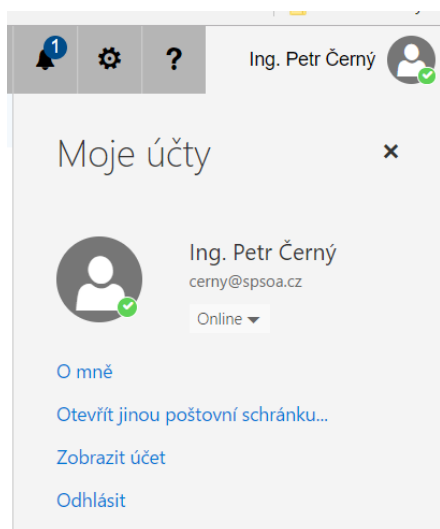 1
?
Ing. Petr Černý
Moje účty
×
Ing. Petr Černý
cerny@spsoa.cz
Online
O mně
Otevřít jinou poštovní schránku...
Zobrazit účet
Odhlásit